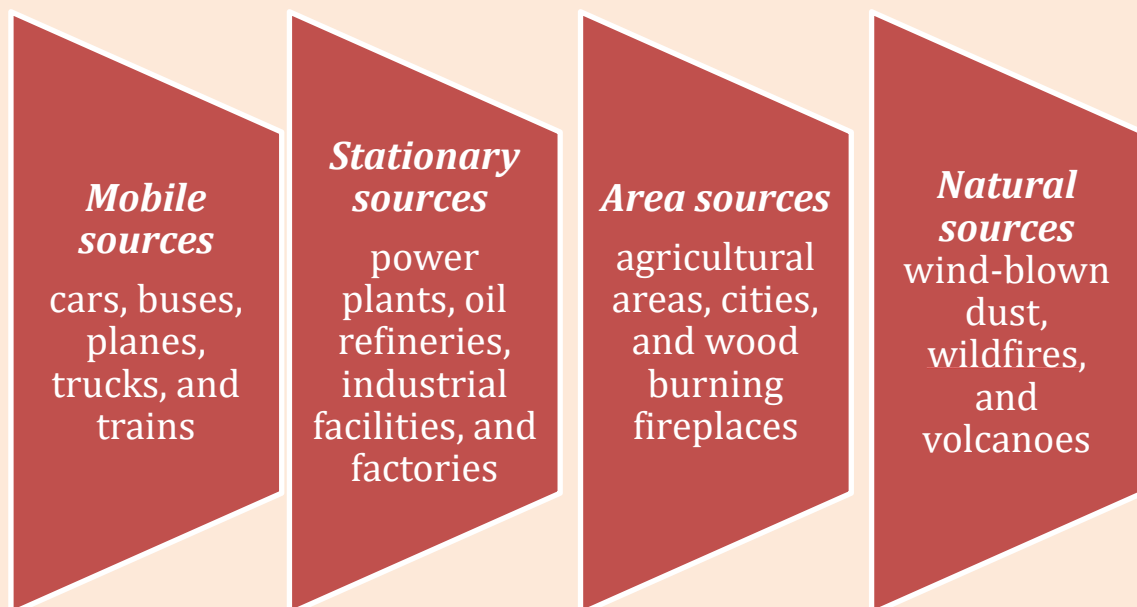 Mobile
sources
cars, buses,
planes,
trucks, and
trains
Stationary
sources
power
plants, oil
refineries,
industrial
facilities, and
factories
Area sources
agricultural
areas, cities,
and wood
burning
fireplaces
Natural
sources
wind-blown
dust,
wildfires,
and
volcanoes